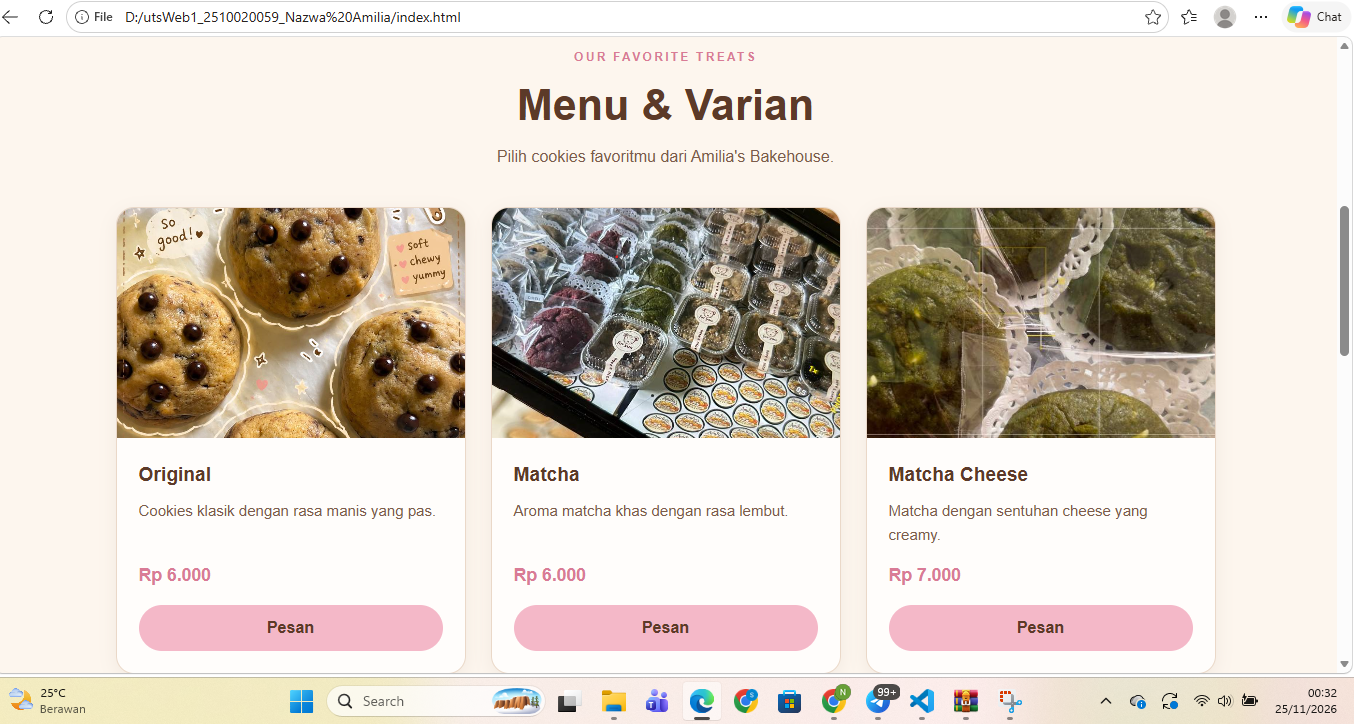 File
D:/utsWeb1_2510020059_Nazwa%20Amilia/index.html
Chat
OUR FAVORITE TREATS
Menu & Varian
Pilih cookies favoritmu dari Amilia's Bakehouse.
So
good!
soft
chewy
yummy
Original
Cookies klasik dengan rasa manis yang pas.
Rp 6.000
Pesan
Matcha
Aroma matcha khas dengan rasa lembut.
Rp 6.000
Pesan
Matcha Cheese
Matcha dengan sentuhan cheese yang
creamy.
Rp 7.000
Pesan
25°C
Berawan
Search
S
N
99+
00:32
25/11/2026